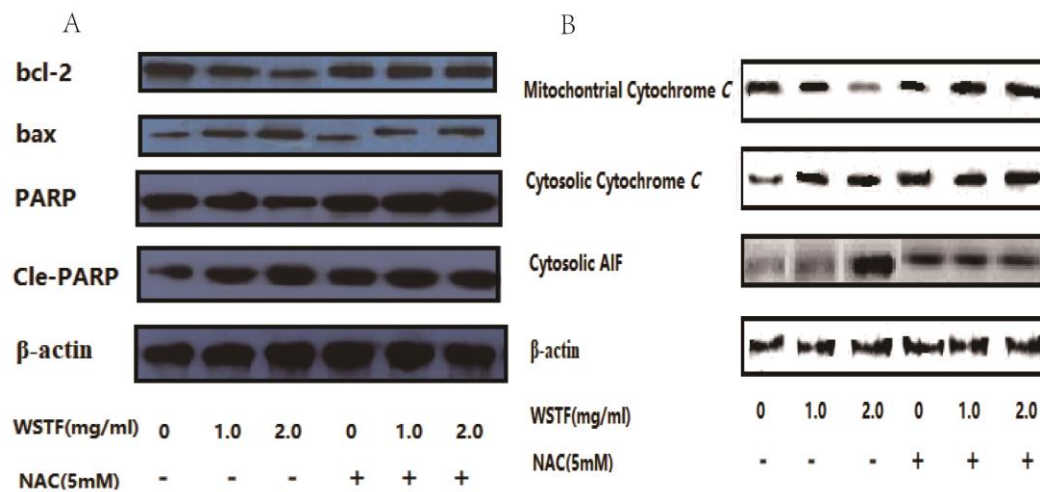 A
bcl-2
bax
PARP
Cle-PARP
β-actin
WSTF(mg/ml) 0 1.0 2.0 0 1.0 2.0
NAC(5mM) - - - + + +
B
Mitochontrial Cytochrome C
Cytosolic Cytochrome C
Cytosolic AIF
β-actin
WSTF(mg/ml) 0 1.0 2.0 0 1.0 2.0
NAC(5mM) - - - + + +